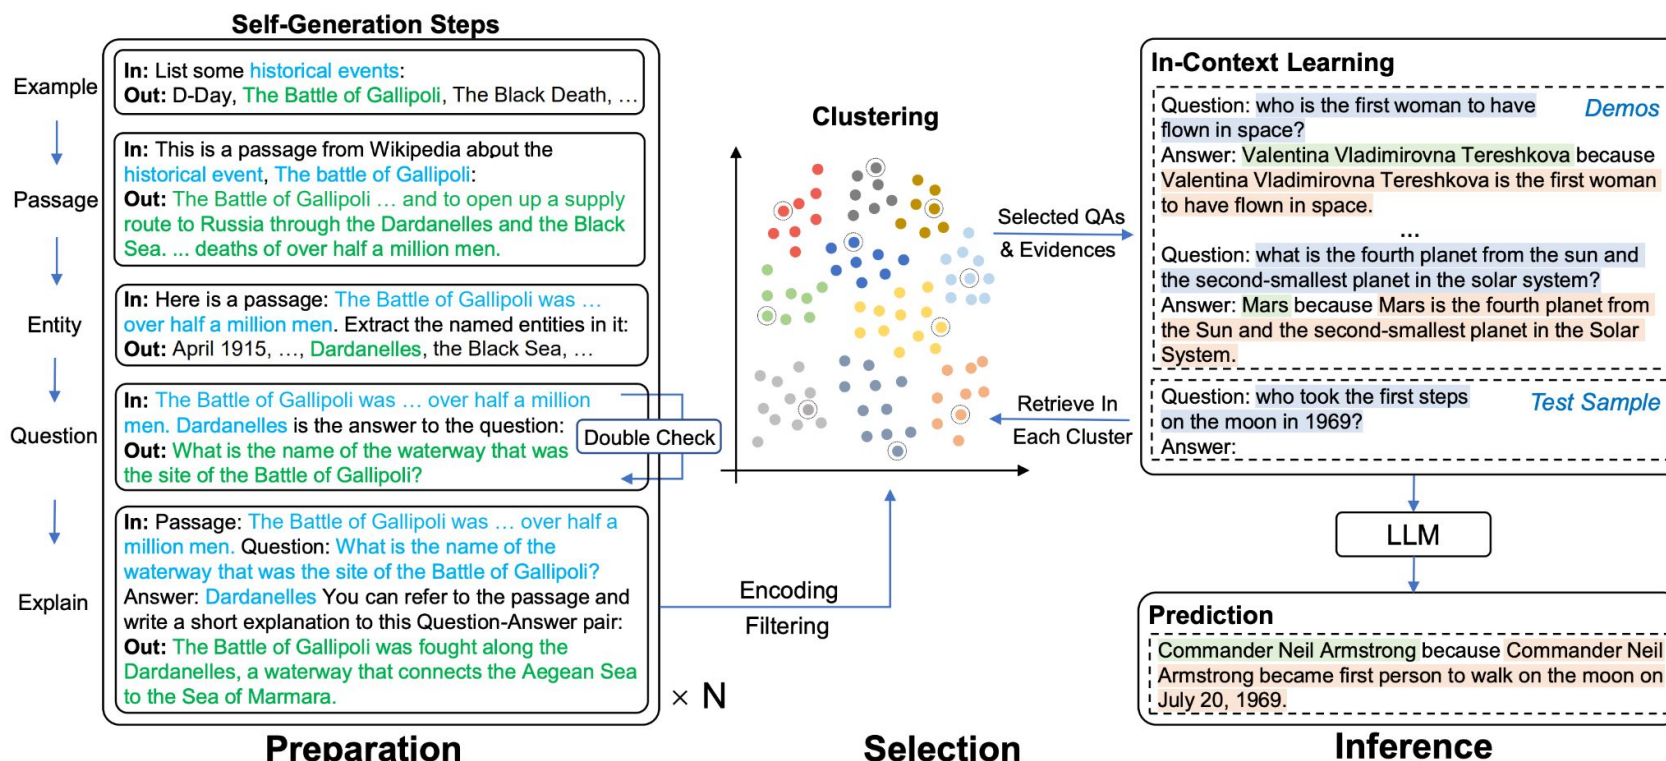 Self-Generation Steps
Example
In: List some historical events:
Out: D-Day, The Battle of Gallipoli, The Black Death, …
Passage
In: This is a passage from Wikipedia about the
historical event, The battle of Gallipoli:
Out: The Battle of Gallipoli … and to open up a supply
route to Russia through the Dardanelles and the Black
Sea. ... deaths of over half a million men.
Entity
In: Here is a passage: The Battle of Gallipoli was …
over half a million men. Extract the named entities in it:
Out: April 1915, …, Dardanelles, the Black Sea, …
Question
In: The Battle of Gallipoli was … over half a million
men. Dardanelles is the answer to the question:
Out: What is the name of the waterway that was
the site of the Battle of Gallipoli?
Double Check
Explain
In: Passage: The Battle of Gallipoli was … over half a
million men. Question: What is the name of the
waterway that was the site of the Battle of Gallipoli?
Answer: Dardanelles You can refer to the passage and
write a short explanation to this Question-Answer pair:
Out: The Battle of Gallipoli was fought along the
Dardanelles, a waterway that connects the Aegean Sea
to the Sea of Marmara.
× N
Preparation
Clustering
Encoding
Filtering
Selected QAs
& Evidences
Retrieve In
Each Cluster
Selection
In-Context Learning
Demos
Question: who is the first woman to have
flown in space?
Answer: Valentina Vladimirovna Tereshkova because
Valentina Vladimirovna Tereshkova is the first woman
to have flown in space.
...
Question: what is the fourth planet from the sun and
the second-smallest planet in the solar system?
Answer: Mars because Mars is the fourth planet from
the Sun and the second-smallest planet in the Solar
System.
Question: who took the first steps
on the moon in 1969?
Test Sample
Answer:
LLM
Prediction
Commander Neil Armstrong because Commander Neil
Armstrong became first person to walk on the moon on
July 20, 1969.
Inference